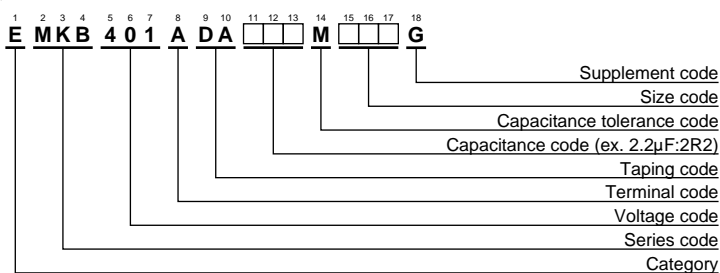 1 2 3 4 5 6 7 8 9 10 11 12 13 14 15 16 17 18
E MKB 401 A DA M G
Supplement code
Size code
Capacitance tolerance code
Capacitance code (ex. 2.2µF:2R2)
Taping code
Terminal code
Voltage code
Series code
Category